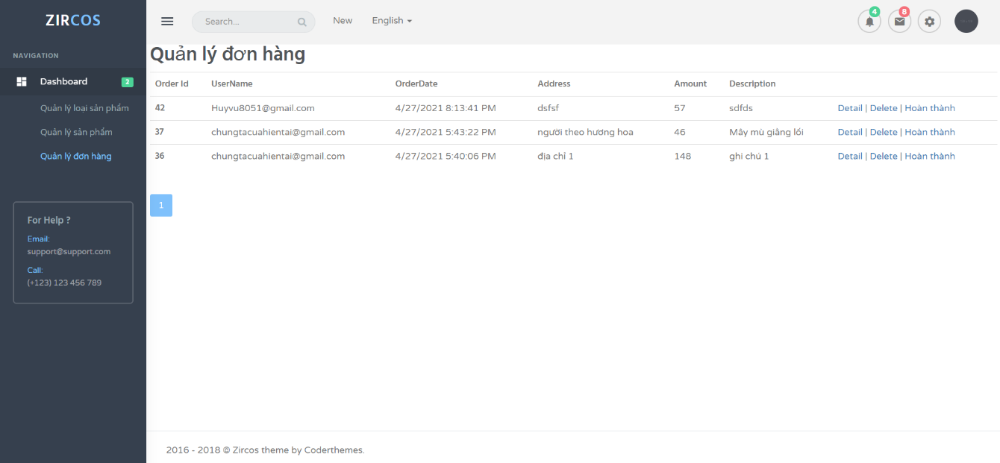 ZIRCOS
Search...
New
English
4
8
NAVIGATION
Dashboard 2
Quản lý loại sản phẩm
Quản lý sản phẩm
Quản lý đơn hàng
For Help ?
Email:
support@support.com
Call:
(+123) 123 456 789
Quản lý đơn hàng
Order Id UserName OrderDate Address Amount Description
42 Huyvu8051@gmail.com 4/27/2021 8:13:41 PM dsfsf 57 sdfds Detail | Delete | Hoàn thành
37 chungtacuahientai@gmail.com 4/27/2021 5:43:22 PM người theo hương hoa 46 Mây mù giăng lối Detail | Delete | Hoàn thành
36 chungtacuahientai@gmail.com 4/27/2021 5:40:06 PM địa chỉ 1 148 ghi chú 1 Detail | Delete | Hoàn thành
1
2016 - 2018 © Zircos theme by Coderthemes.